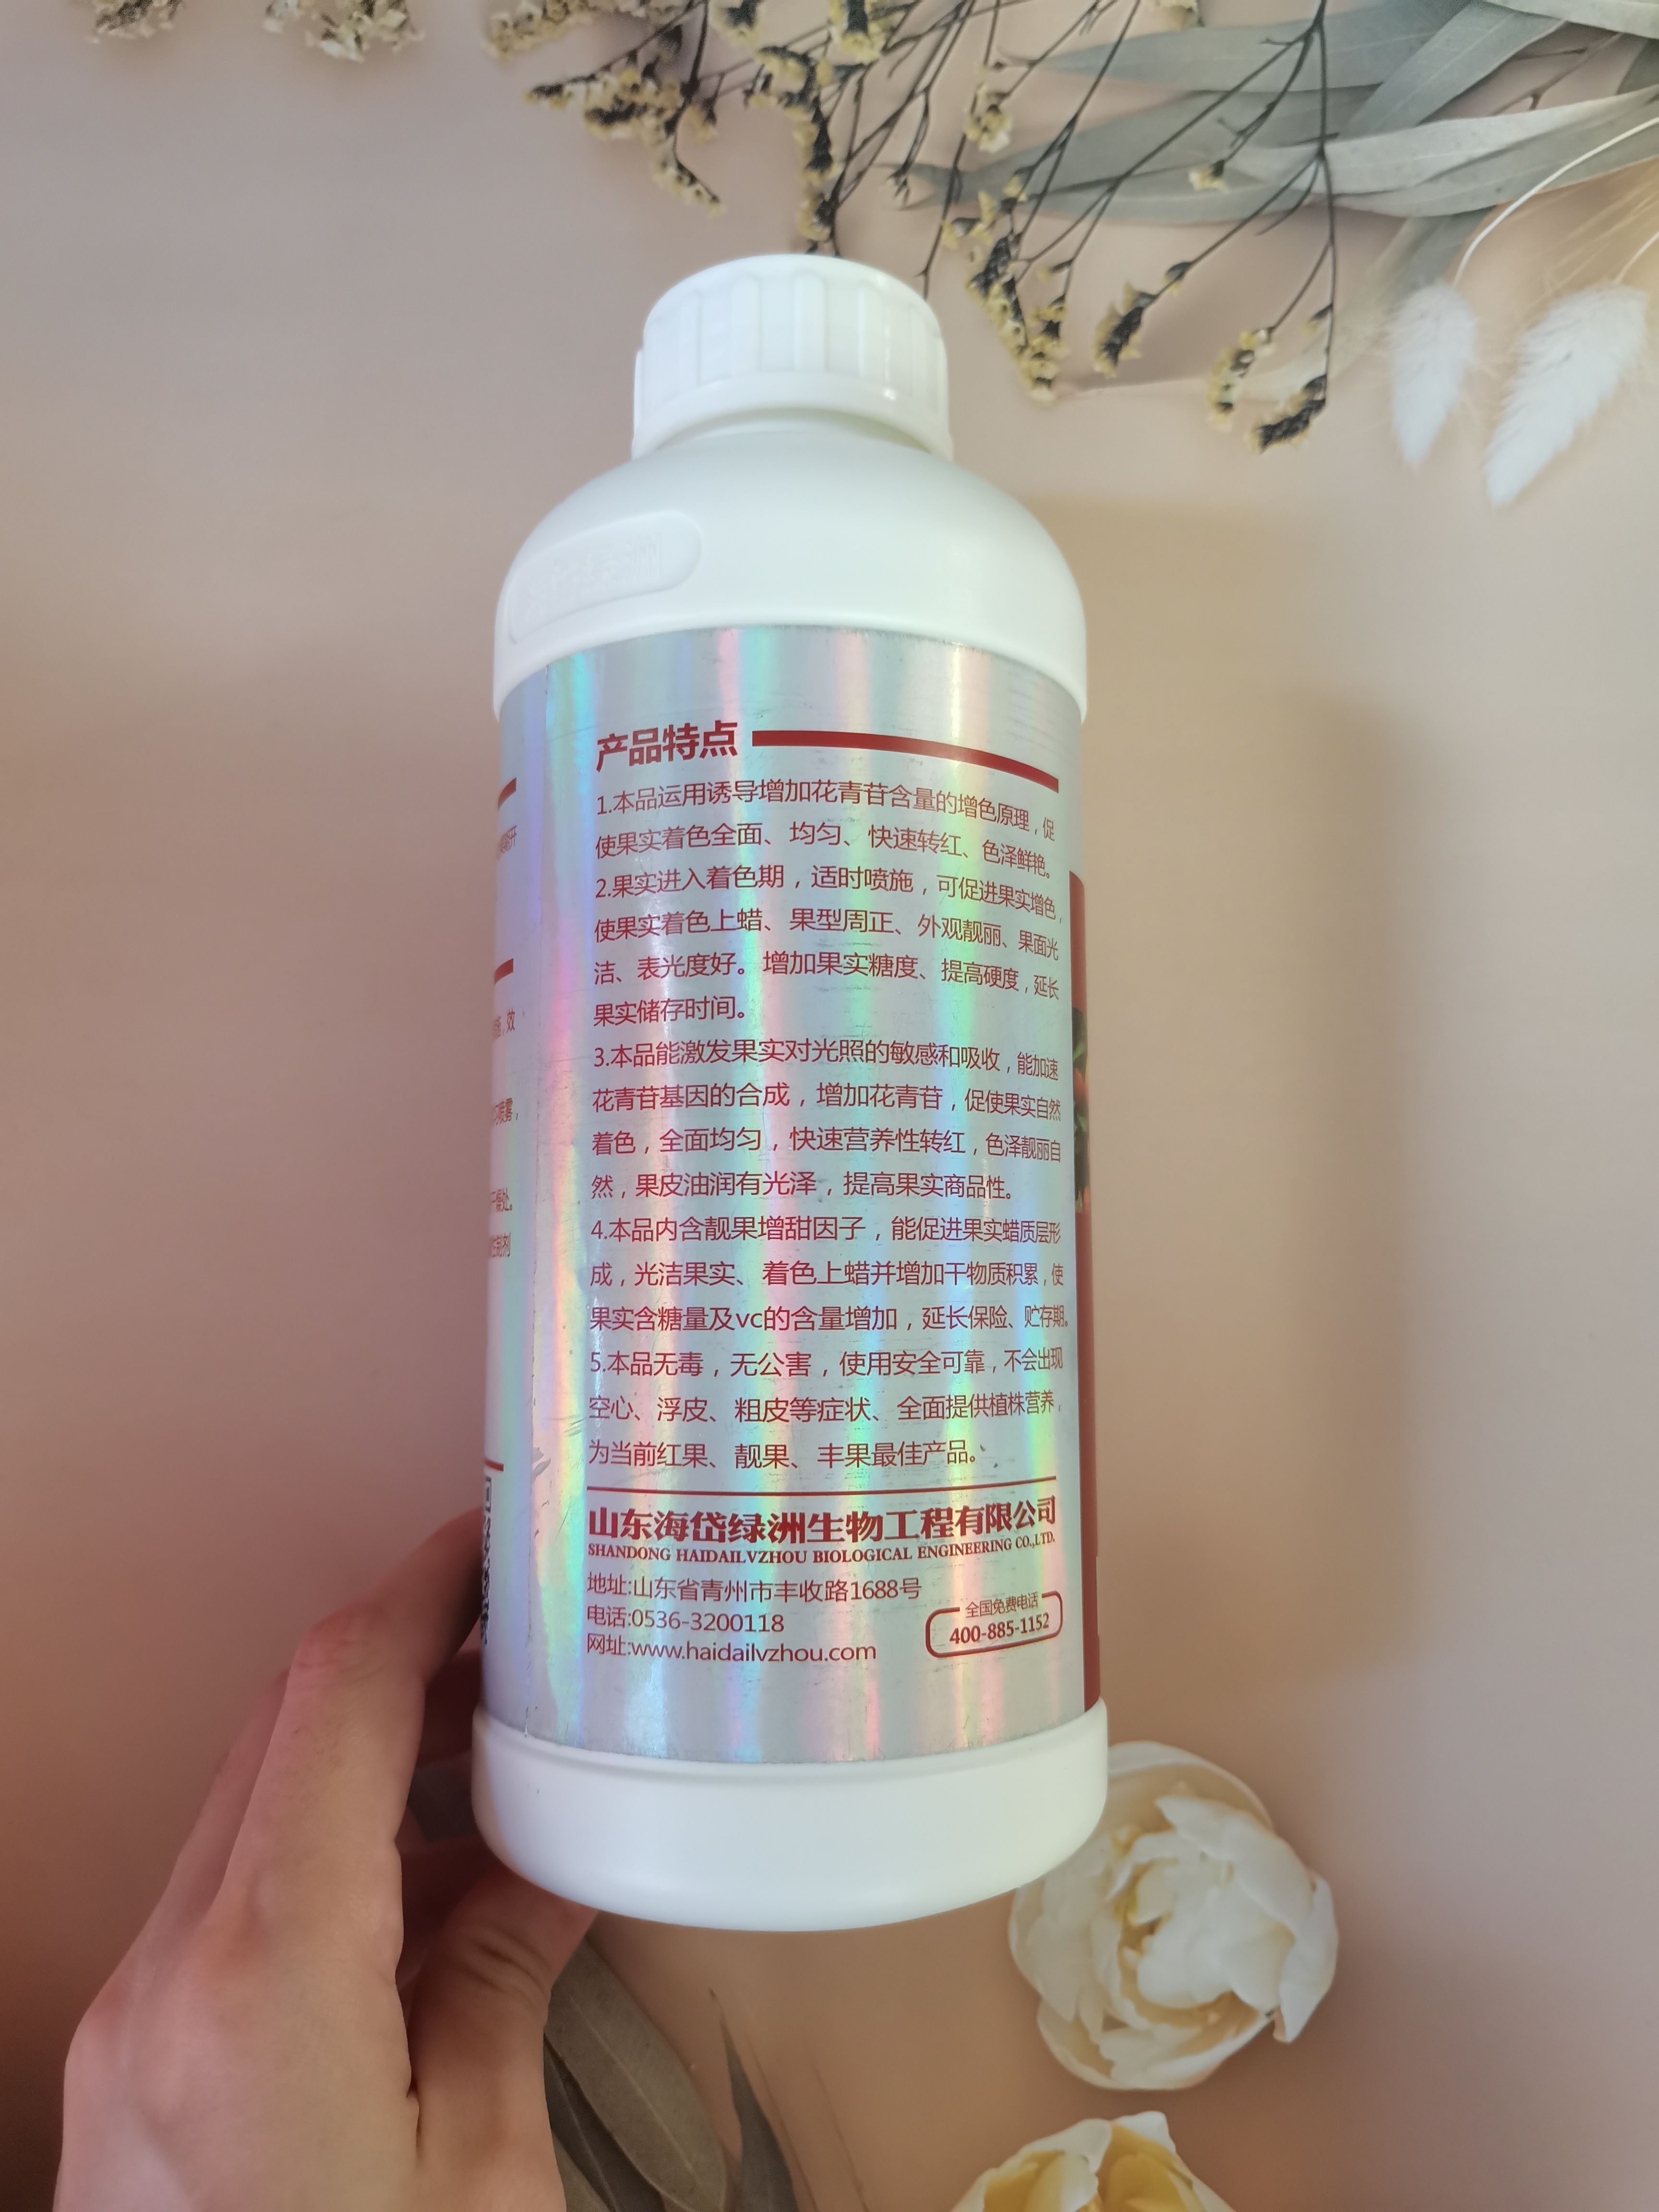 产品特点
1.本品运用诱导增加花青苷含量的增色原理，促
使果实着色全面、均匀、快速转红、色泽鲜艳。
2.果实进入着色期，适时喷施，可促进果实增色，
使果实着色上蜡、果型周正、外观靓丽、果面光
洁、表光度好。增加果实糖度、提高硬度，延长
果实储存时间。
3.本品能激发果实对光照的敏感和吸收，能加速
花青苷基因的合成，增加花青苷，促使果实自然
着色，全面均匀，快速营养性转红，色泽靓丽自
然，果皮油润有光泽，提高果实商品性。
4.本品内含靓果增甜因子，能促进果实蜡质层形
成，光洁果实、着色上蜡并增加干物质积累，使
果实含糖量及vc的含量增加，延长保险、贮存期。
5.本品无毒，无公害，使用安全可靠，不会出现
空心、浮皮、粗皮等症状、全面提供植株营养，
为当前红果、靓果、丰果最佳产品。
山东海岱绿洲生物工程有限公司
SHANDONG HAIDAILVZHOU BIOLOGICAL ENGINEERING CO.,LTD.
地址:山东省青州市丰收路1688号
电话:0536-3200118
网址:www.haidailvzhou.com
全国免费电话
400-885-1152